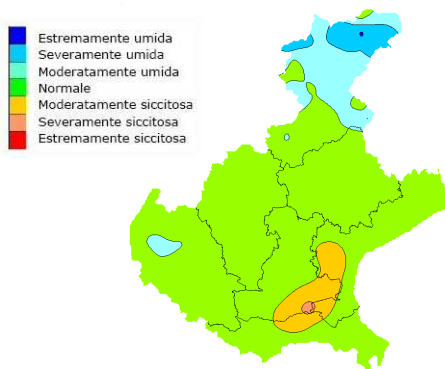 Estremamente umida
Severamente umida
Moderatamente umida
Normale
Moderatamente siccitosa
Severamente siccitosa
Estremamente siccitosa